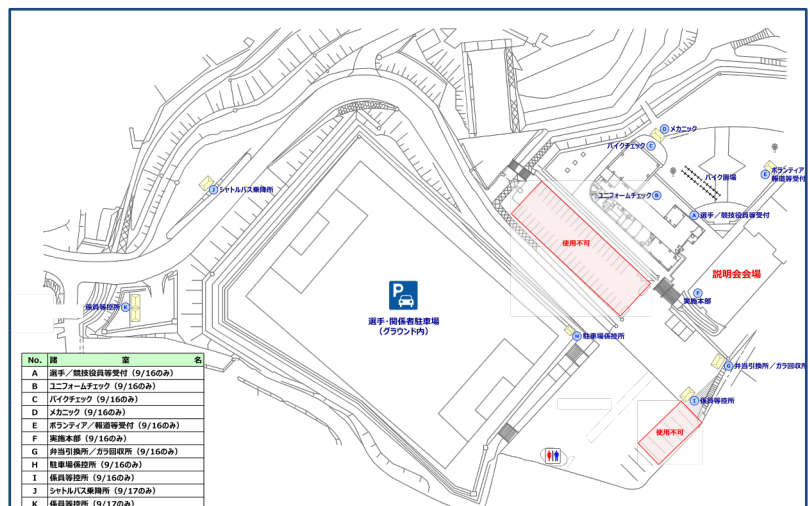 D メカニック
バイクチェック C
E ボランティア/
報道等受付
バイク置場
J シャトルバス乗降所
ユニフォームチェック B
A 選手/競技役員等受付
使用不可
説明会会場
F
実施本部
P
係員等控所 K
選手・関係者駐車場
(グラウンド内)
H 駐車場係控所
G 弁当引換所/ガラ回収所
I 係員等控所
使用不可
No. 諸 室 名
A 選手/競技役員等受付(9/16のみ)
B ユニフォームチェック(9/16のみ)
C バイクチェック(9/16のみ)
D メカニック(9/16のみ)
E ボランティア/報道等受付(9/16のみ)
F 実施本部(9/16のみ)
G 弁当引換所/ガラ回収所(9/16のみ)
H 駐車場係控所(9/16のみ)
I 係員等控所(9/16のみ)
J シャトルバス乗降所(9/17のみ)
K 係員等控所(9/17のみ)